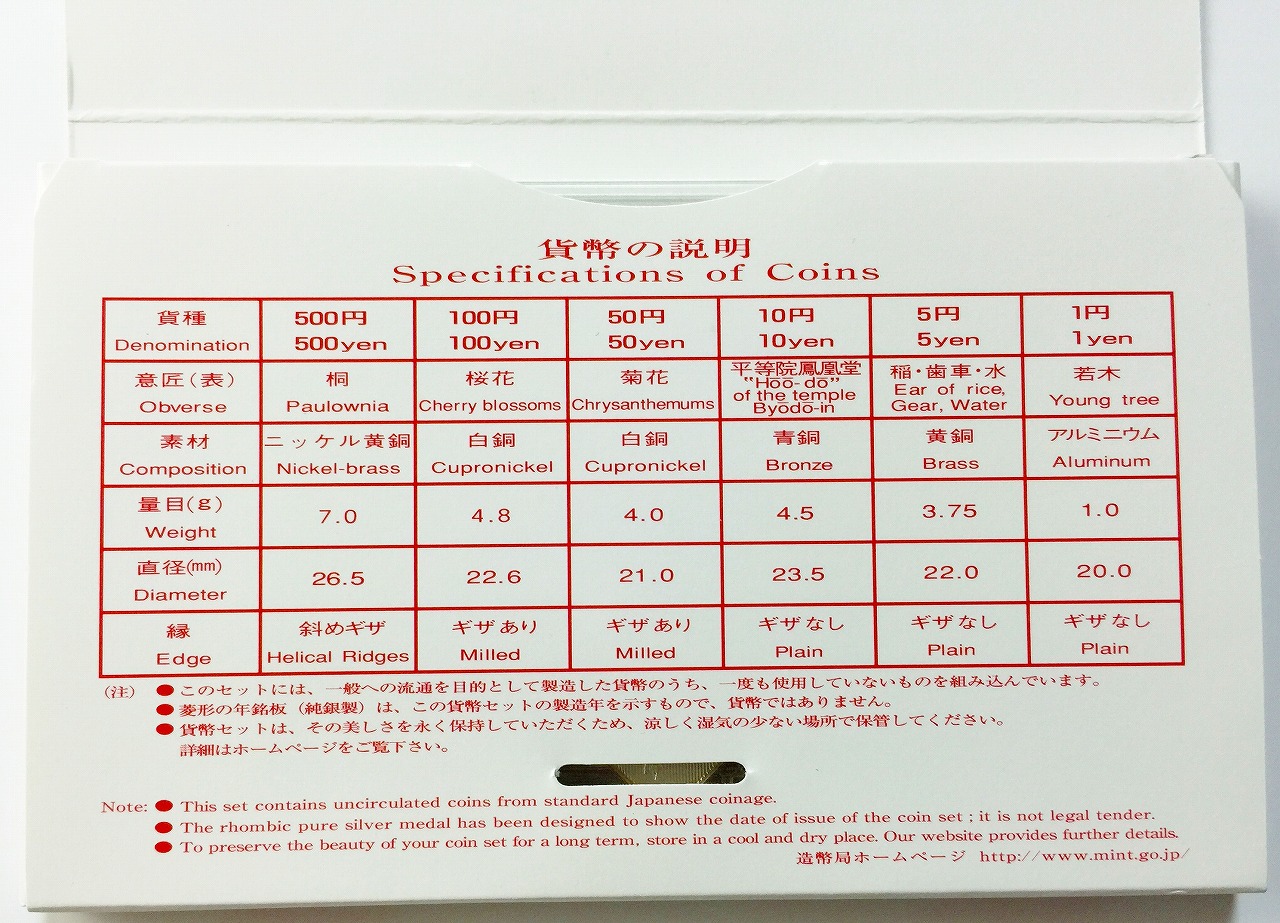 貨幣の説明
Specifications of Coins
貨種 500円 100円 50円 10円 5円 1円
Denomination 500yen 100yen 50yen 10yen 5yen 1yen
意匠(表) 桐 桜花 菊花 平等院鳳凰堂 稲・歯車・水 若木
Obverse Paulownia Cherry blossoms Chrysanthemums "Hōō-dō" of the temple Byōdō-in Ear of rice, Gear, Water Young tree
素材 ニッケル黄銅 白銅 白銅 青銅 黄銅 アルミニウム
Composition Nickel-brass Cupronickel Cupronickel Bronze Brass Aluminum
量目(g)
Weight 7.0 4.8 4.0 4.5 3.75 1.0
直径(㎜)
Diameter 26.5 22.6 21.0 23.5 22.0 20.0
縁 斜めギザ ギザあり ギザあり ギザなし ギザなし ギザなし
Edge Helical Ridges Milled Milled Plain Plain Plain
(注) ●このセットには、一般への流通を目的として製造した貨幣のうち、一度も使用していないものを組み込んでいます。
●菱形の年銘板(純銀製)は、この貨幣セットの製造年を示すもので、貨幣ではありません。
●貨幣セットは、その美しさを永く保持していただくため、涼しく湿気の少ない場所で保管してください。
詳細はホームページをご覧下さい。
Note: ● This set contains uncirculated coins from standard Japanese coinage.
● The rhombic pure silver medal has been designed to show the date of issue of the coin set ; it is not legal tender.
● To preserve the beauty of your coin set for a long term, store in a cool and dry place. Our website provides further details.
造幣局ホームページ http://www.mint.go.jp/